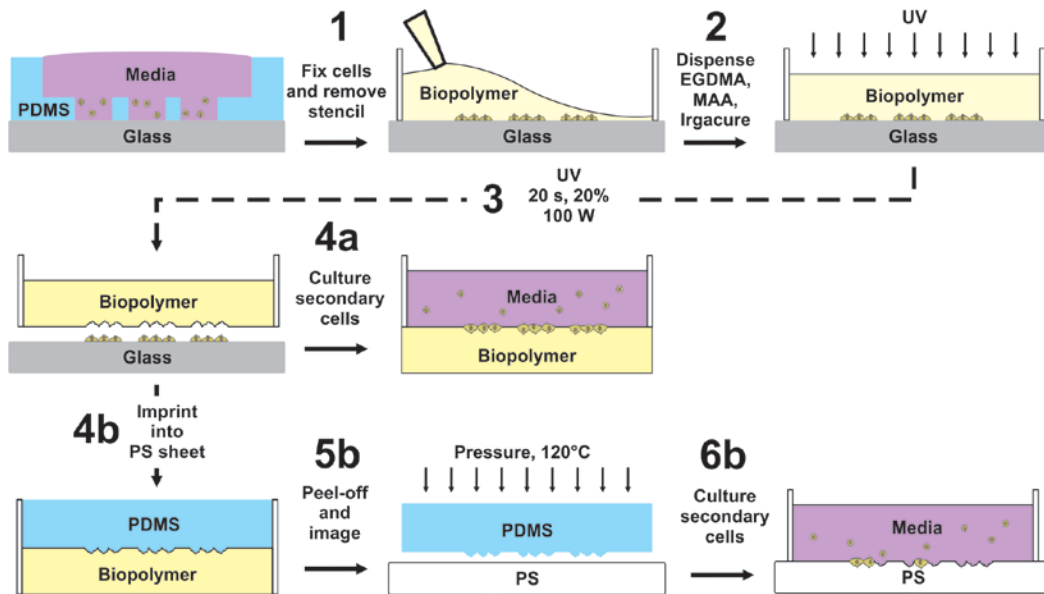 1
Fix cells
and remove
stencil
Media
PDMS
Glass
Biopolymer
Glass
2
Dispense
EGDMA,
MAA,
Irgacure
UV
Biopolymer
Glass
3
UV
20 s, 20%
100 W
Biopolymer
Glass
4a
Culture
secondary
cells
Media
Biopolymer
4b
Imprint
into
PS sheet
PDMS
Biopolymer
5b
Peel-off
and
image
Pressure, 120°C
PDMS
PS
6b
Culture
secondary
cells
Media
PS